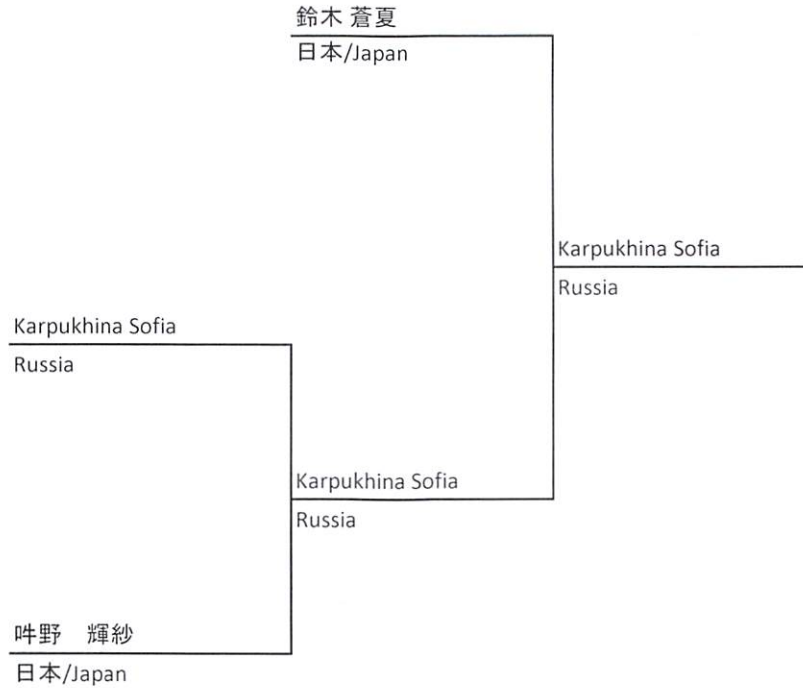 鈴木 蒼夏
日本/Japan
Karpukhina Sofia
Russia
Karpukhina Sofia
Russia
Karpukhina Sofia
Russia
吽野　輝紗
日本/Japan